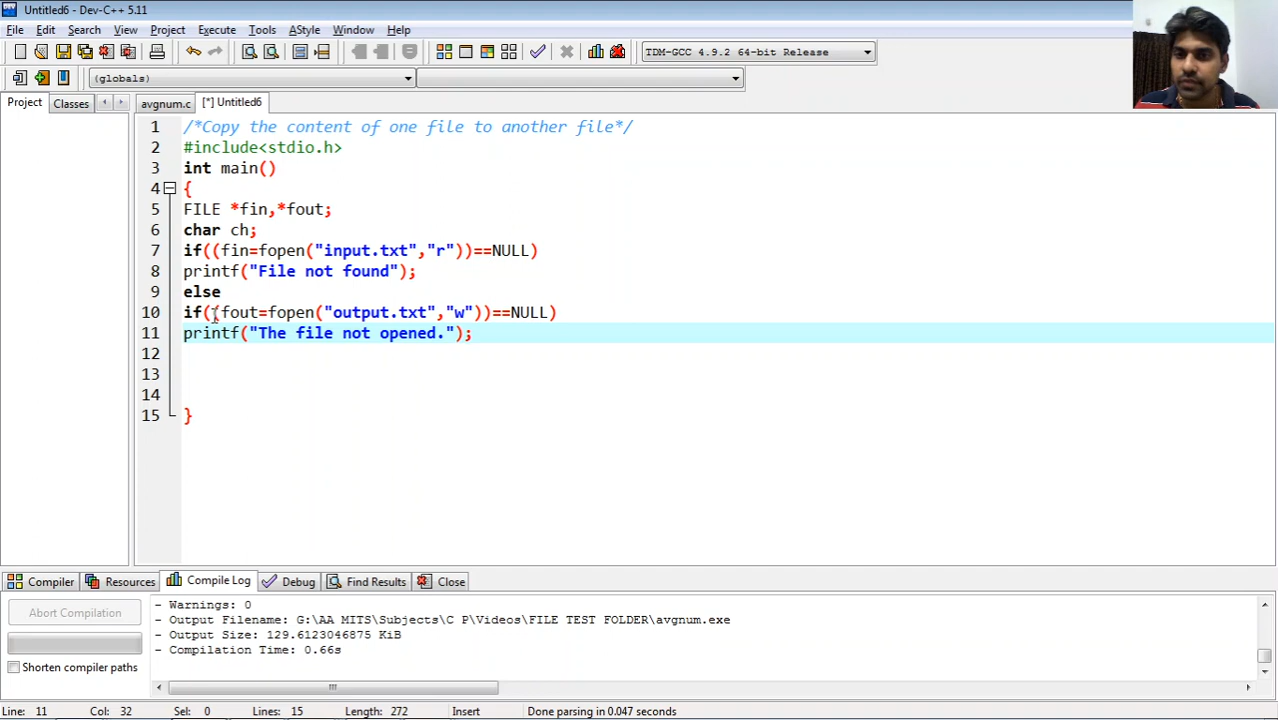 Untitled6 - Dev-C++ 5.11
File Edit Search View Project Execute Tools AStyle Window Help
TDM-GCC 4.9.2 64-bit Release
(globals)
Project Classes avgnum.c [*] Untitled6
1 /*Copy the content of one file to another file*/
2 #include<stdio.h>
3 int main()
4 {
5 FILE *fin,*fout;
6 char ch;
7 if((fin=fopen("input.txt","r"))==NULL)
8 printf("File not found");
9 else
10 if((fout=fopen("output.txt","w"))==NULL)
11 printf("The file not opened.");
12
13
14
15 }
Compiler Resources Compile Log Debug Find Results Close
Abort Compilation
Shorten compiler paths
- Warnings: 0
- Output Filename: G:\AA MITS\Subjects\C P\Videos\FILE TEST FOLDER\avgnum.exe
- Output Size: 129.6123046875 KiB
- Compilation Time: 0.66s
Line: 11 Col: 32 Sel: 0 Lines: 15 Length: 272 Insert Done parsing in 0.047 seconds